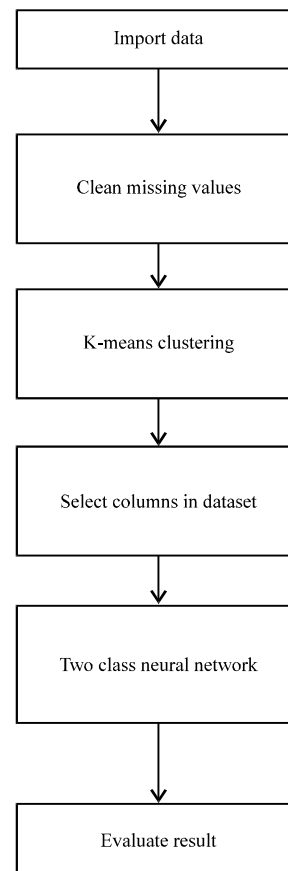 Import data
Clean missing values
K-means clustering
Select columns in dataset
Two class neural network
Evaluate result